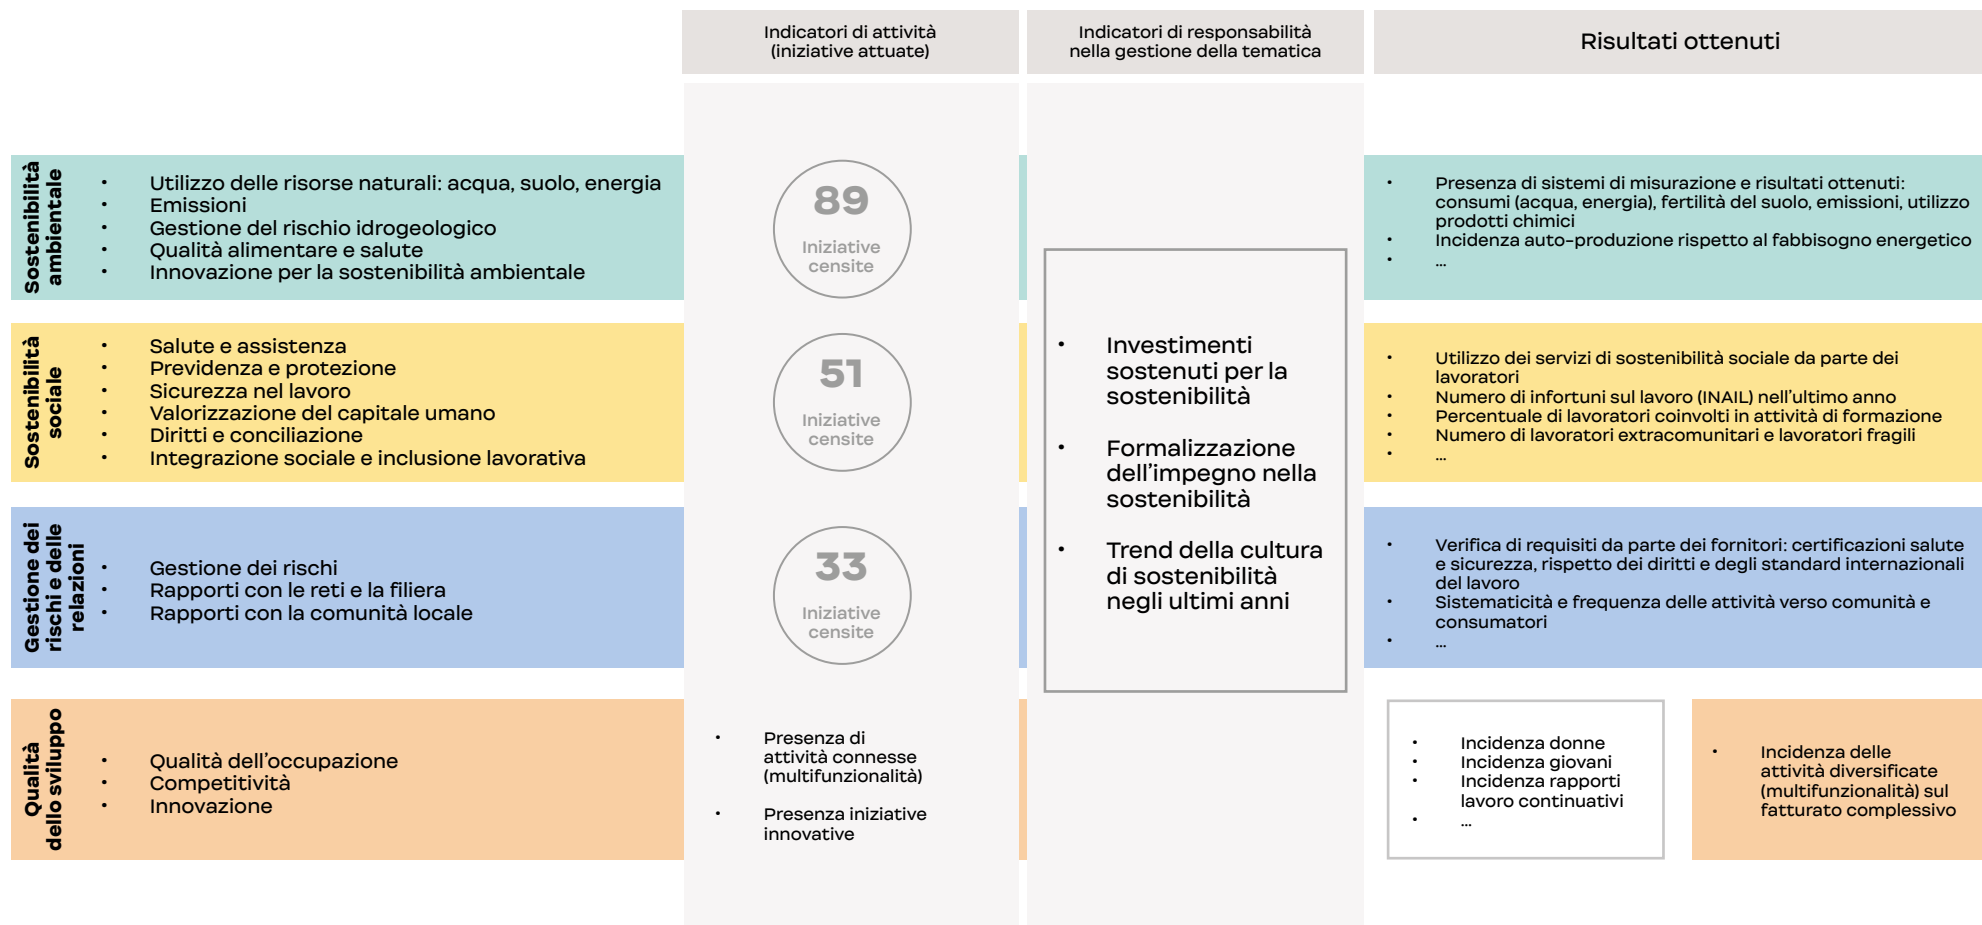 Indicatori di attività
(iniziative attuate)
Indicatori di responsabilità
nella gestione della tematica
Risultati ottenuti
Sostenibilità
ambientale
• Utilizzo delle risorse naturali: acqua, suolo, energia
• Emissioni
• Gestione del rischio idrogeologico
• Qualità alimentare e salute
• Innovazione per la sostenibilità ambientale
89
Iniziative
censite
• Presenza di sistemi di misurazione e risultati ottenuti:
consumi (acqua, energia), fertilità del suolo, emissioni, utilizzo
prodotti chimici
• Incidenza auto-produzione rispetto al fabbisogno energetico
• ...
Sostenibilità
sociale
• Salute e assistenza
• Previdenza e protezione
• Sicurezza nel lavoro
• Valorizzazione del capitale umano
• Diritti e conciliazione
• Integrazione sociale e inclusione lavorativa
51
Iniziative
censite
• Investimenti
sostenuti per la
sostenibilità
• Formalizzazione
dell'impegno nella
sostenibilità
• Trend della cultura
di sostenibilità
negli ultimi anni
• Utilizzo dei servizi di sostenibilità sociale da parte dei
lavoratori
• Numero di infortuni sul lavoro (INAIL) nell'ultimo anno
• Percentuale di lavoratori coinvolti in attività di formazione
• Numero di lavoratori extracomunitari e lavoratori fragili
• ...
Gestione dei
rischi e delle
relazioni
• Gestione dei rischi
• Rapporti con le reti e la filiera
• Rapporti con la comunità locale
33
Iniziative
censite
• Verifica di requisiti da parte dei fornitori: certificazioni salute
e sicurezza, rispetto dei diritti e degli standard internazionali
del lavoro
• Sistematicità e frequenza delle attività verso comunità e
consumatori
• ...
Qualità
dello sviluppo
• Qualità dell'occupazione
• Competitività
• Innovazione
• Presenza di
attività connesse
(multifunzionalità)
• Presenza iniziative
innovative
• Incidenza donne
• Incidenza giovani
• Incidenza rapporti
lavoro continuativi
• ...
• Incidenza delle
attività diversificate
(multifunzionalità) sul
fatturato complessivo